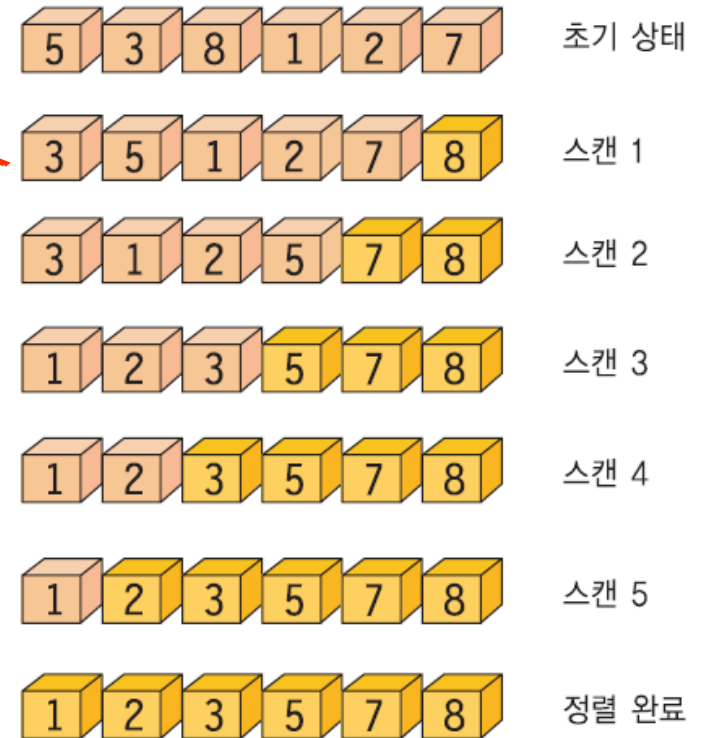 5 3 8 1 2 7 초기 상태
3 5 1 2 7 8 스캔 1
3 1 2 5 7 8 스캔 2
1 2 3 5 7 8 스캔 3
1 2 3 5 7 8 스캔 4
1 2 3 5 7 8 스캔 5
1 2 3 5 7 8 정렬 완료